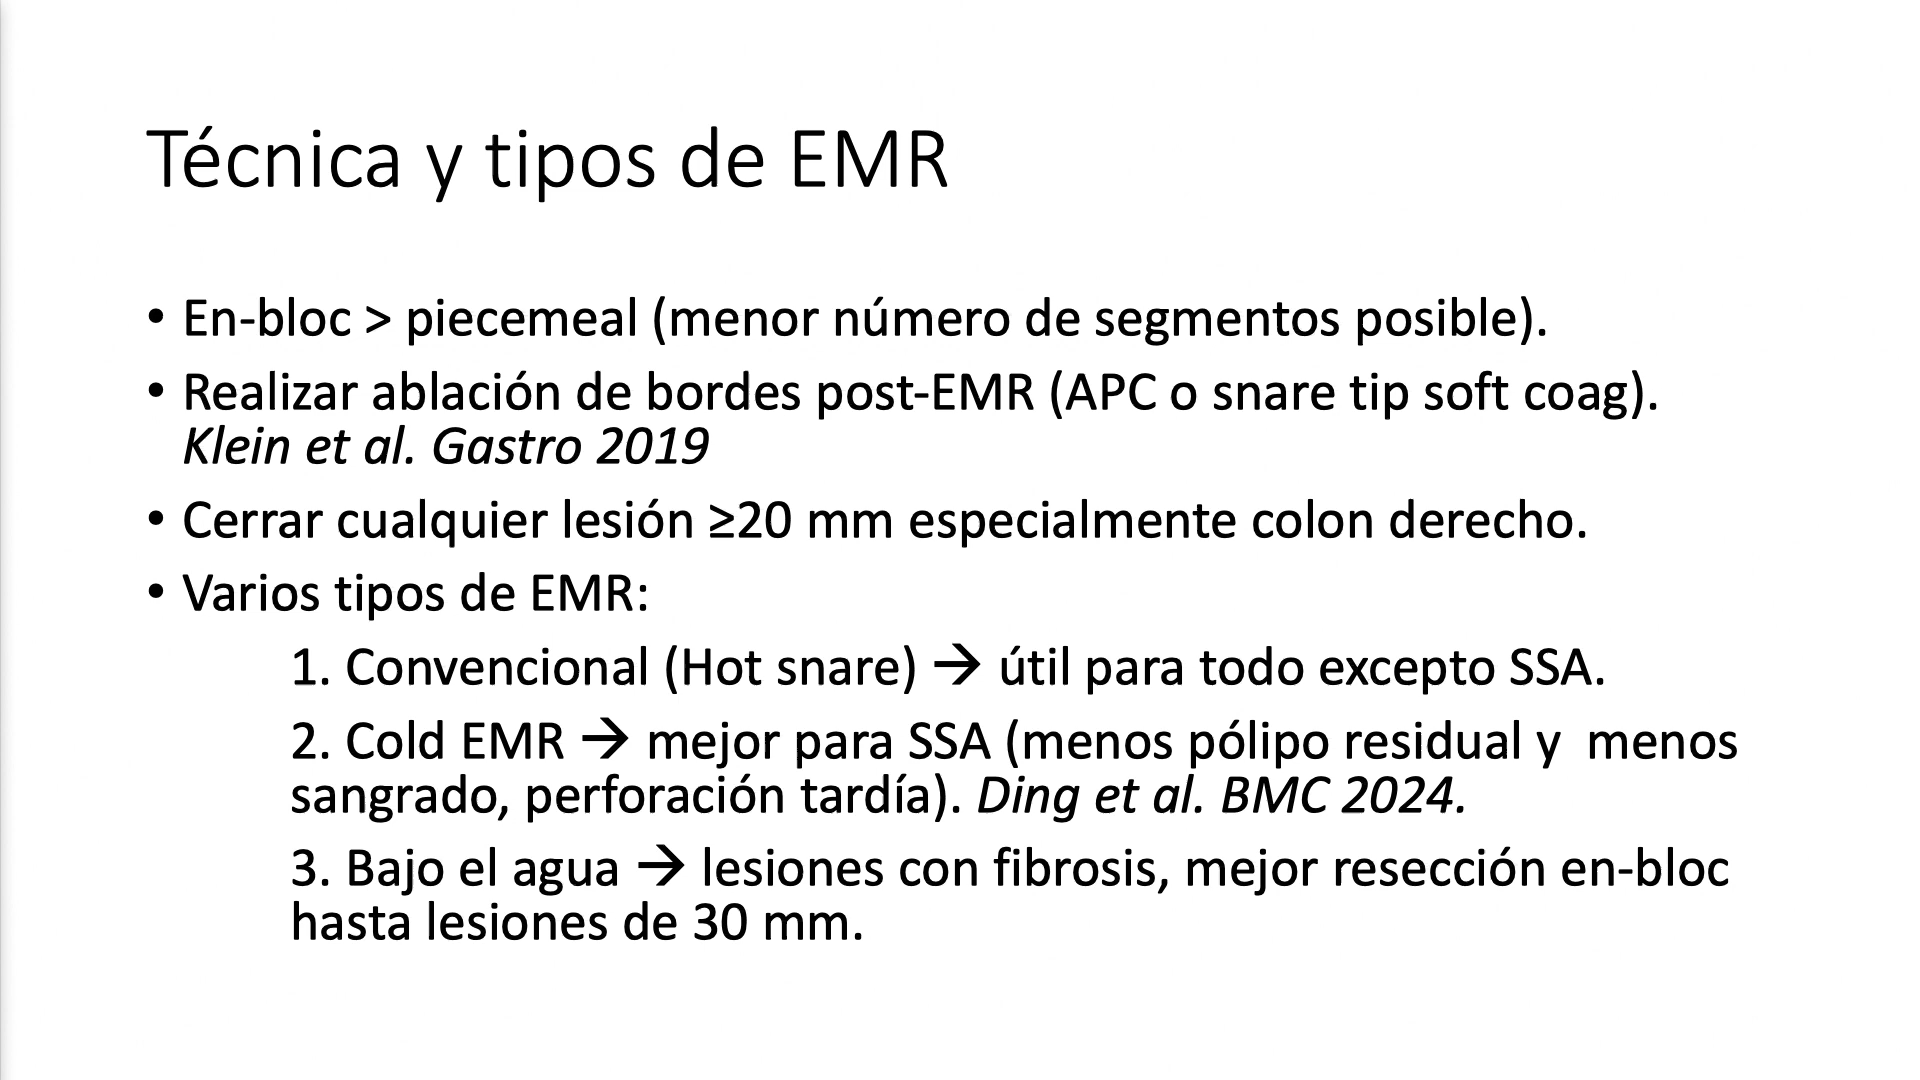 Técnica y tipos de EMR
• En-bloc > piecemeal (menor número de segmentos posible).
• Realizar ablación de bordes post-EMR (APC o snare tip soft coag).
Klein et al. Gastro 2019
• Cerrar cualquier lesión ≥20 mm especialmente colon derecho.
• Varios tipos de EMR:
1. Convencional (Hot snare) → útil para todo excepto SSA.
2. Cold EMR → mejor para SSA (menos pólipo residual y  menos
sangrado, perforación tardía). Ding et al. BMC 2024.
3. Bajo el agua → lesiones con fibrosis, mejor resección en-bloc
hasta lesiones de 30 mm.